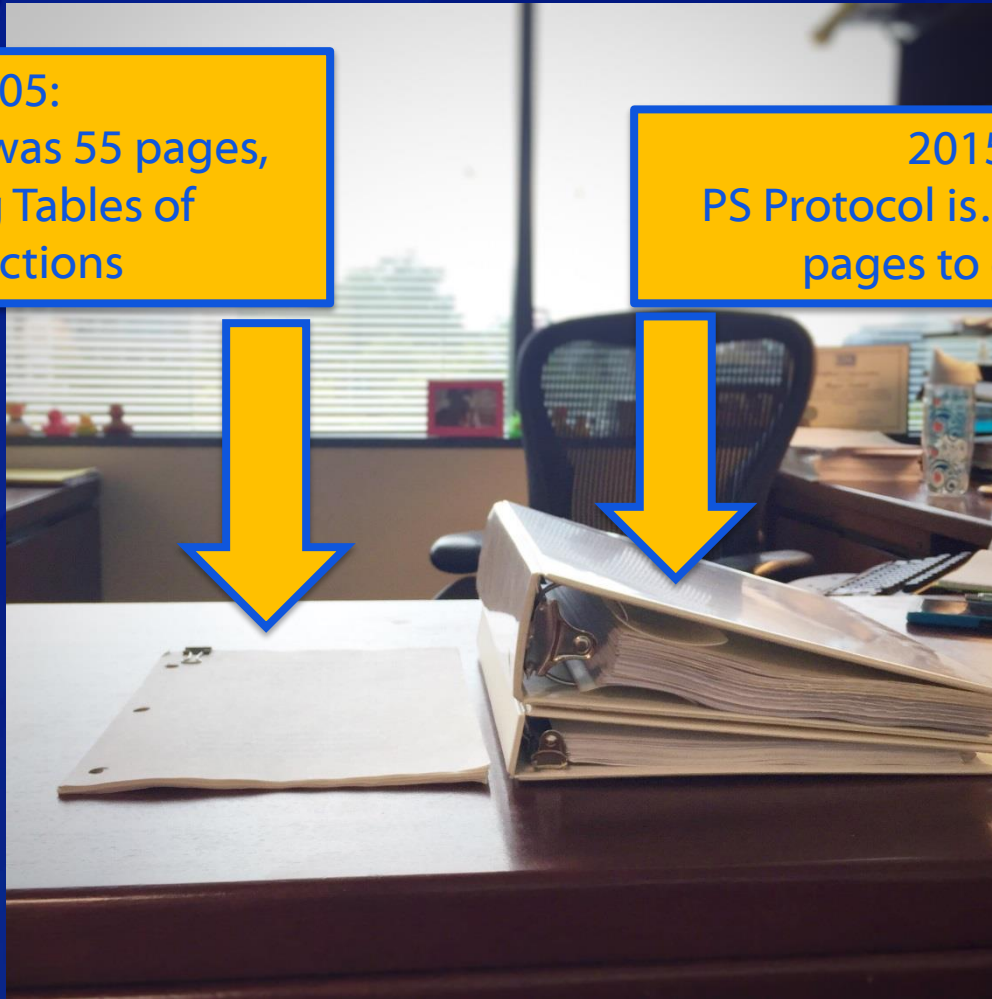 05:
was 55 pages,
Tables of
ctions
2015
PS Protocol is…
pages to